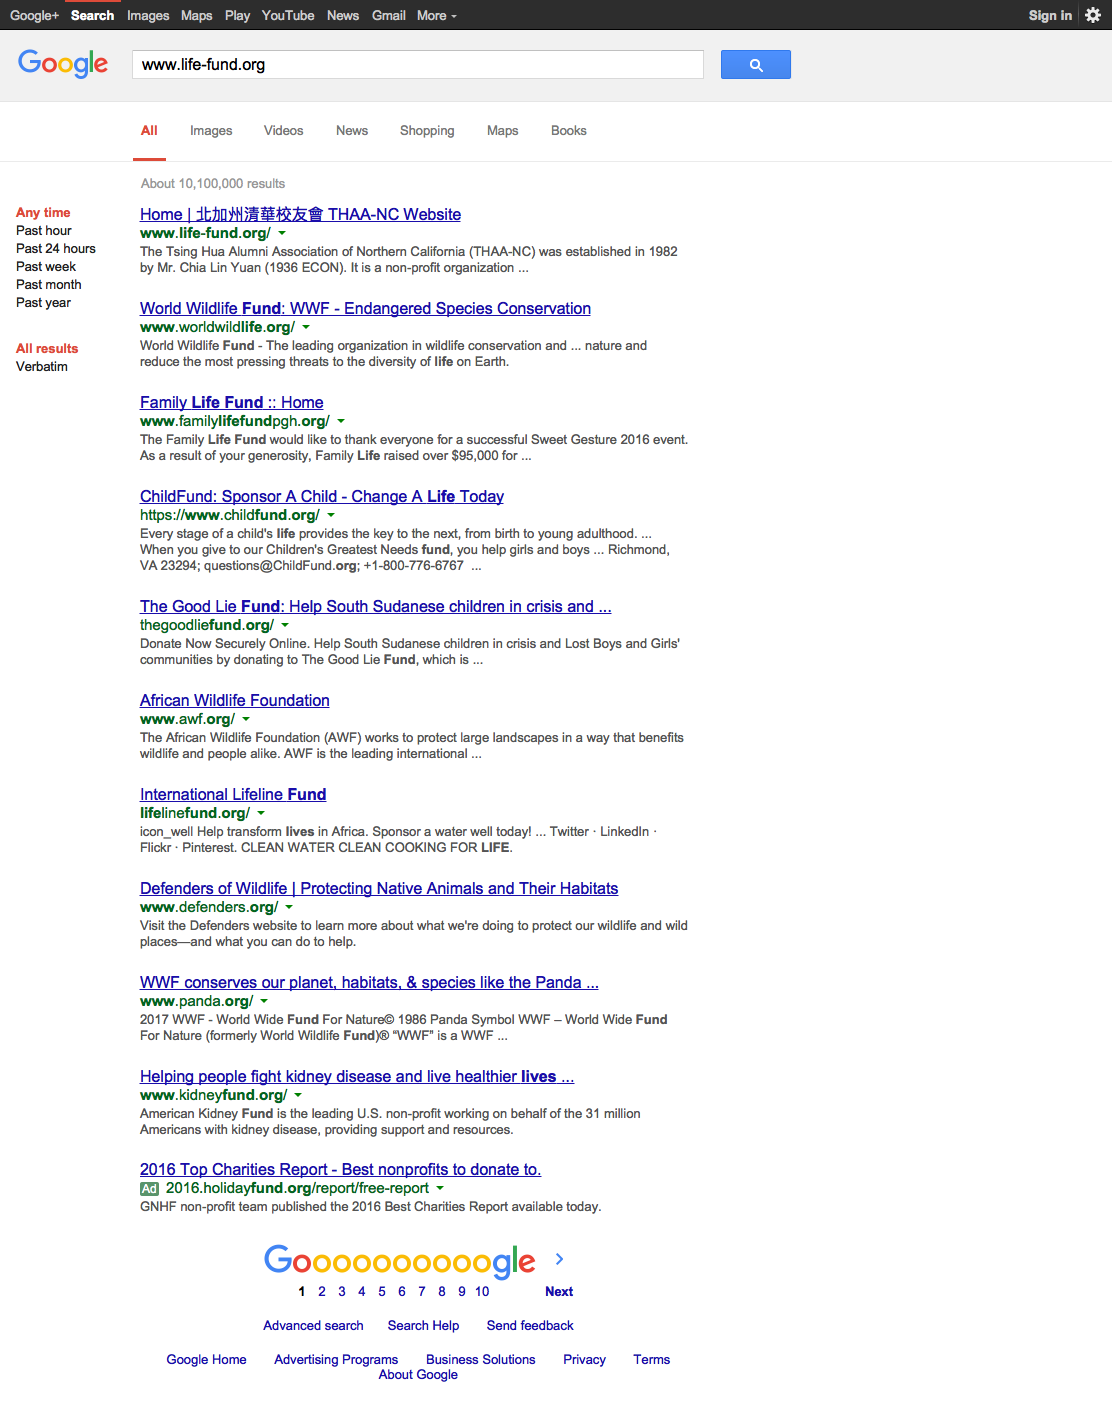 Google+ Search Images Maps Play YouTube News Gmail More Sign in
Google www.life-fund.org
All Images Videos News Shopping Maps Books
About 10,100,000 results
Any time
Past hour
Past 24 hours
Past week
Past month
Past year
All results
Verbatim
Home | 北加州清華校友會 THAA-NC Website
www.life-fund.org/
The Tsing Hua Alumni Association of Northern California (THAA-NC) was established in 1982
by Mr. Chia Lin Yuan (1936 ECON). It is a non-profit organization ...
World Wildlife Fund: WWF - Endangered Species Conservation
www.worldwildlife.org/
World Wildlife Fund - The leading organization in wildlife conservation and ... nature and
reduce the most pressing threats to the diversity of life on Earth.
Family Life Fund :: Home
www.familylifefundpgh.org/
The Family Life Fund would like to thank everyone for a successful Sweet Gesture 2016 event.
As a result of your generosity, Family Life raised over $95,000 for ...
ChildFund: Sponsor A Child - Change A Life Today
https://www.childfund.org/
Every stage of a child's life provides the key to the next, from birth to young adulthood. ...
When you give to our Children's Greatest Needs fund, you help girls and boys ... Richmond,
VA 23294; questions@ChildFund.org; +1-800-776-6767 ...
The Good Lie Fund: Help South Sudanese children in crisis and ...
thegoodliefund.org/
Donate Now Securely Online. Help South Sudanese children in crisis and Lost Boys and Girls'
communities by donating to The Good Lie Fund, which is ...
African Wildlife Foundation
www.awf.org/
The African Wildlife Foundation (AWF) works to protect large landscapes in a way that benefits
wildlife and people alike. AWF is the leading international ...
International Lifeline Fund
lifelinefund.org/
icon_well Help transform lives in Africa. Sponsor a water well today! ... Twitter · LinkedIn ·
Flickr · Pinterest. CLEAN WATER CLEAN COOKING FOR LIFE.
Defenders of Wildlife | Protecting Native Animals and Their Habitats
www.defenders.org/
Visit the Defenders website to learn more about what we're doing to protect our wildlife and wild
places—and what you can do to help.
WWF conserves our planet, habitats, & species like the Panda ...
www.panda.org/
2017 WWF - World Wide Fund For Nature© 1986 Panda Symbol WWF – World Wide Fund
For Nature (formerly World Wildlife Fund)® “WWF” is a WWF ...
Helping people fight kidney disease and live healthier lives ...
www.kidneyfund.org/
American Kidney Fund is the leading U.S. non-profit working on behalf of the 31 million
Americans with kidney disease, providing support and resources.
2016 Top Charities Report - Best nonprofits to donate to.
Ad 2016.holidayfund.org/report/free-report
GNHF non-profit team published the 2016 Best Charities Report available today.
Goooooooooogle
1 2 3 4 5 6 7 8 9 10 Next
Advanced search Search Help Send feedback
Google Home Advertising Programs Business Solutions Privacy Terms
About Google